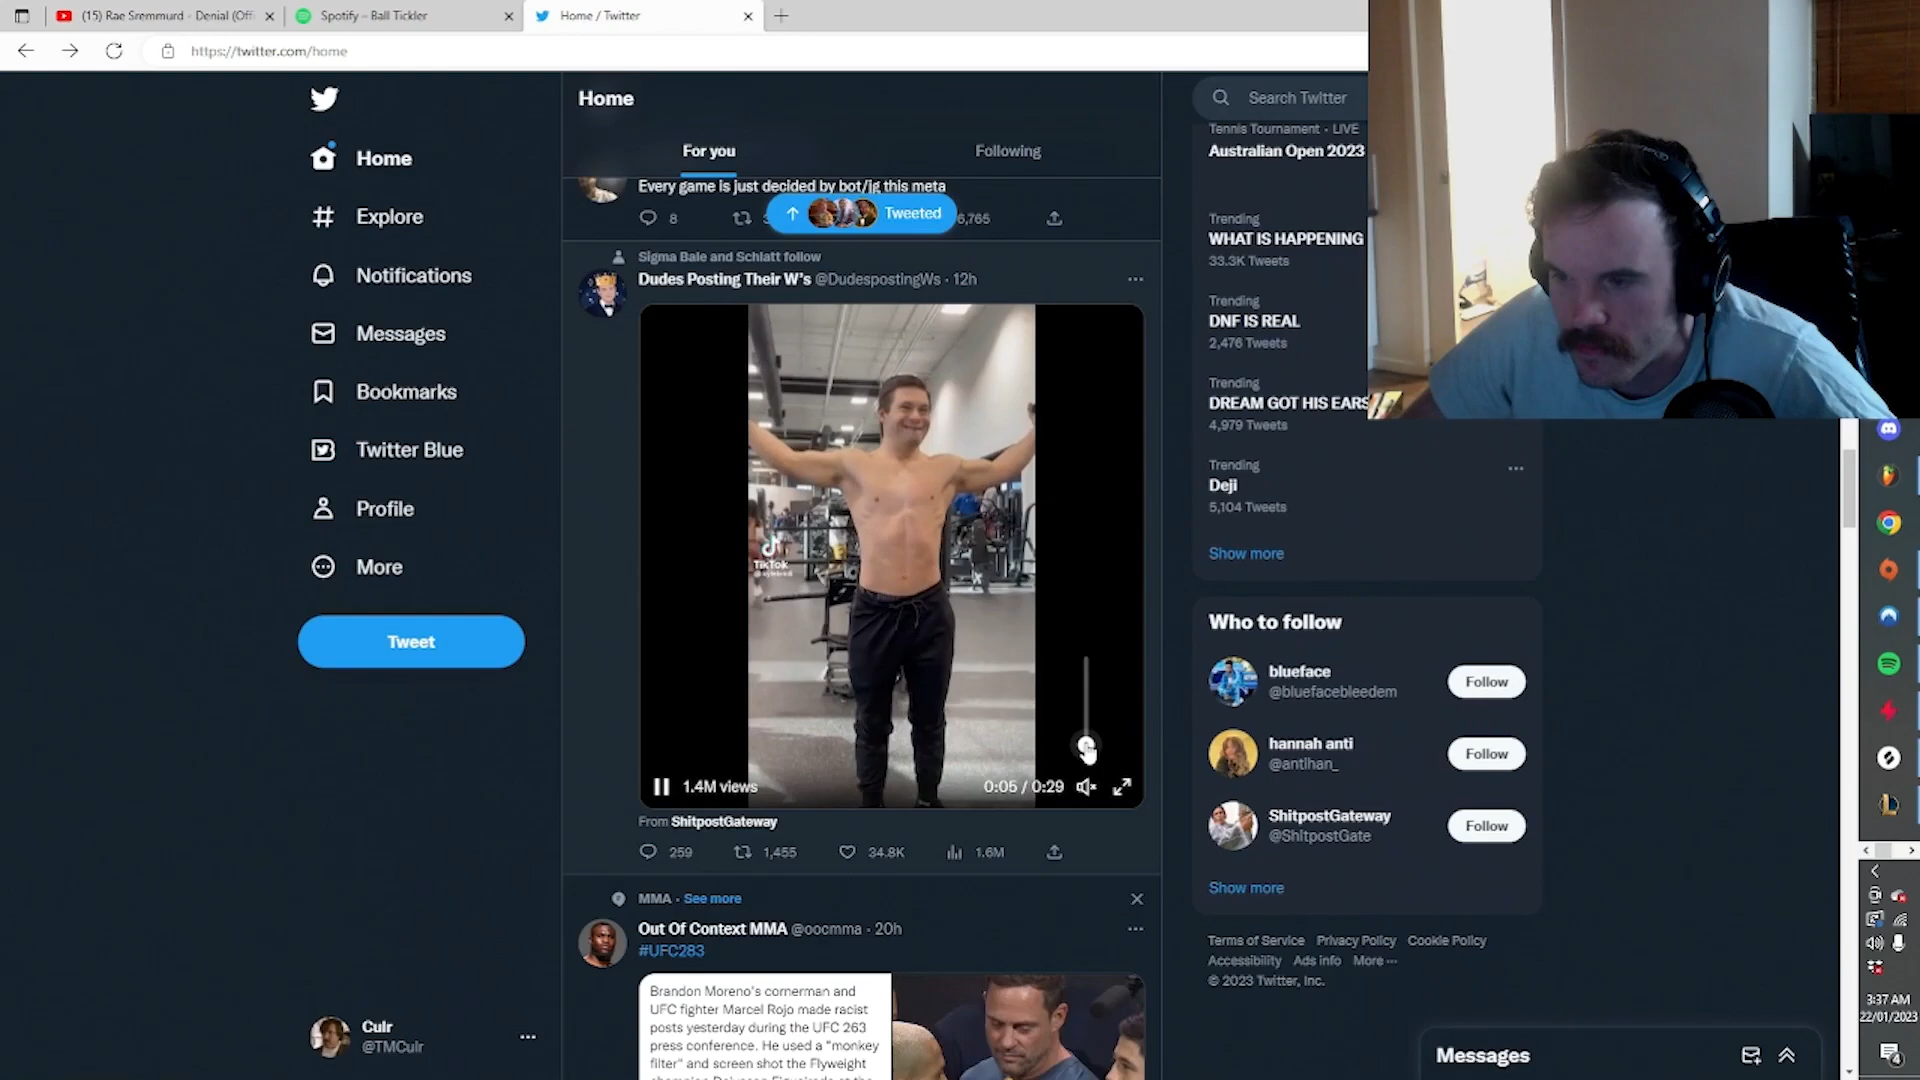 (15) Rae Sremmurd - Denial (Off
Spotify – Ball Tickler
Home / Twitter
https://twitter.com/home
Home
Explore
Notifications
Messages
Bookmarks
Twitter Blue
Profile
More
Tweet
Culr
@TMCulr
Home
For you
Following
Every game is just decided by bot/jg this meta
8
6,765
Tweeted
Sigma Bale and Schlatt follow
Dudes Posting Their W's @DudespostingWs · 12h
TikTok
1.4M views
0:05 / 0:29
From ShitpostGateway
259
1,455
34.8K
1.6M
MMA · See more
Out Of Context MMA @oocmma · 20h
#UFC283
Brandon Moreno's cornerman and
UFC fighter Marcel Rojo made racist
posts yesterday during the UFC 263
press conference. He used a "monkey
filter" and screen shot the Flyweight
Search Twitter
Tennis Tournament · LIVE
Australian Open 2023
Trending
WHAT IS HAPPENING
33.3K Tweets
Trending
DNF IS REAL
2,476 Tweets
Trending
DREAM GOT HIS EARS
4,979 Tweets
Trending
Deji
5,104 Tweets
Show more
Who to follow
blueface
@bluefacebleedem
Follow
hannah anti
@antihan_
Follow
ShitpostGateway
@ShitpostGate
Follow
Show more
Terms of Service Privacy Policy Cookie Policy
Accessibility Ads info More ···
© 2023 Twitter, Inc.
Messages
3:37 AM
22/01/2023
4